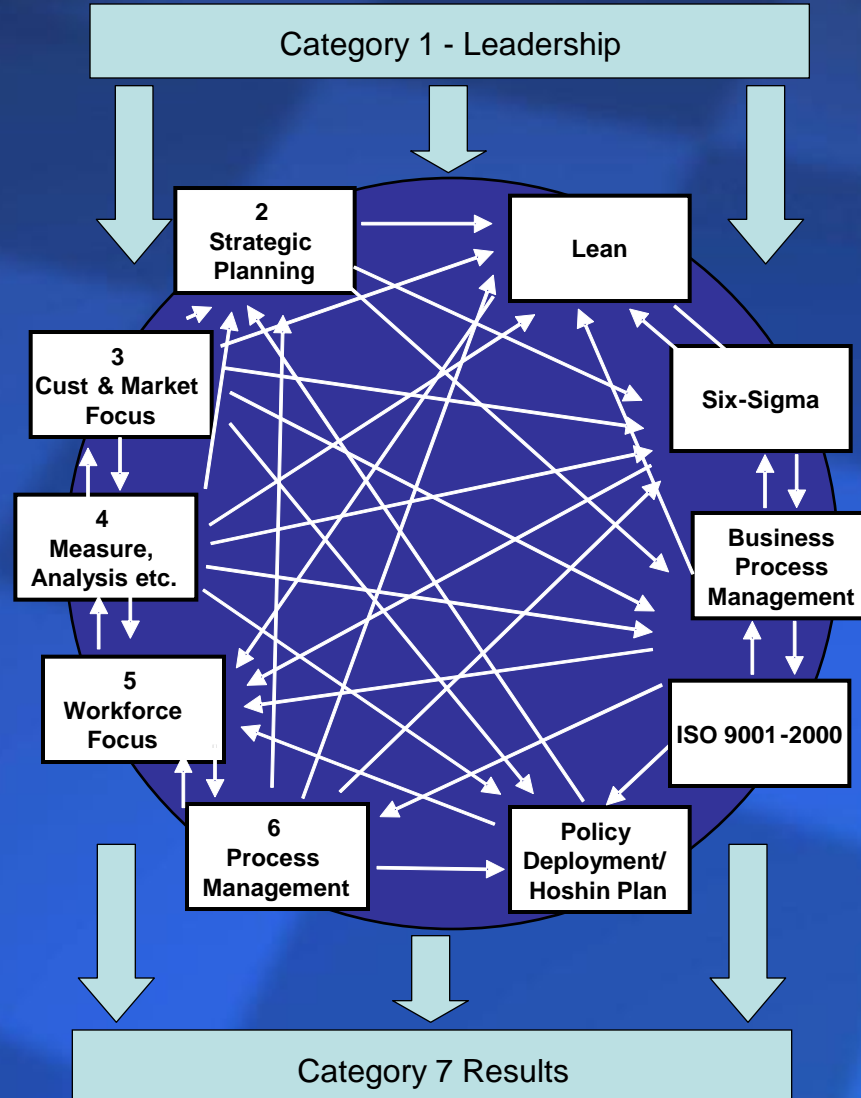 Category 1 - Leadership
2
Strategic
Planning
Lean
3
Cust & Market
Focus
Six-Sigma
4
Measure,
Analysis etc.
Business
Process
Management
5
Workforce
Focus
ISO 9001-2000
6
Process
Management
Policy
Deployment/
Hoshin Plan
Category 7 Results